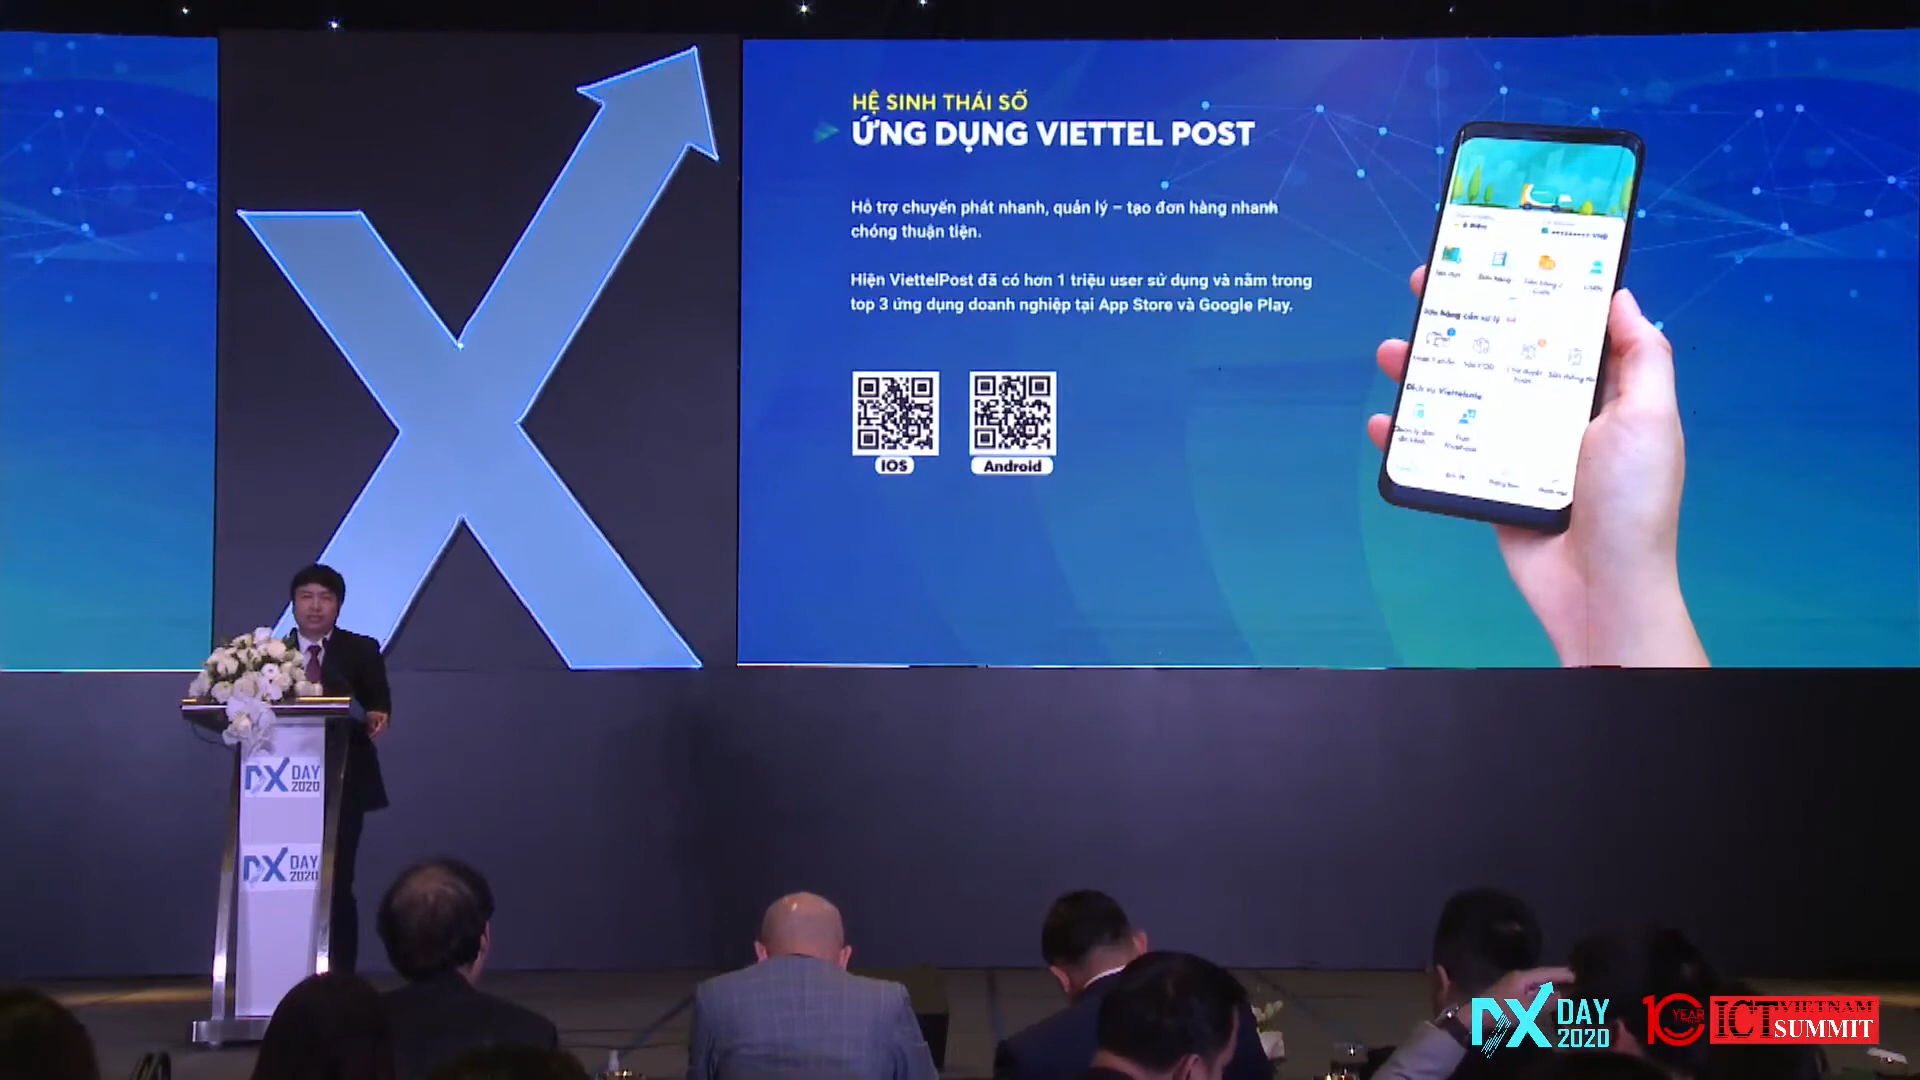 HỆ SINH THÁI SỐ
ỨNG DỤNG VIETTEL POST
Hỗ trợ chuyển phát nhanh, quản lý – tạo đơn hàng nhanh
chóng thuận tiện.
Hiện ViettelPost đã có hơn 1 triệu user sử dụng và nằm trong
top 3 ứng dụng doanh nghiệp tại App Store và Google Play.
IOS
Android
Dịch vụ Viettelsale
DX DAY 2020
DX DAY 2020
DX DAY 2020
10 YEAR
ICT VIETNAM
SUMMIT